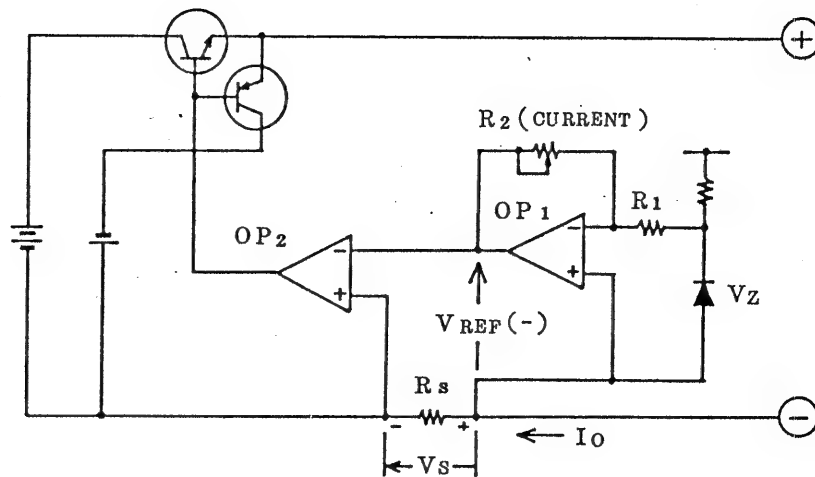 +
R2 (CURRENT)
OP1
R1
OP2
-
-
+
+
VZ
VREF(-)
RS
-
+
IO
-
VS